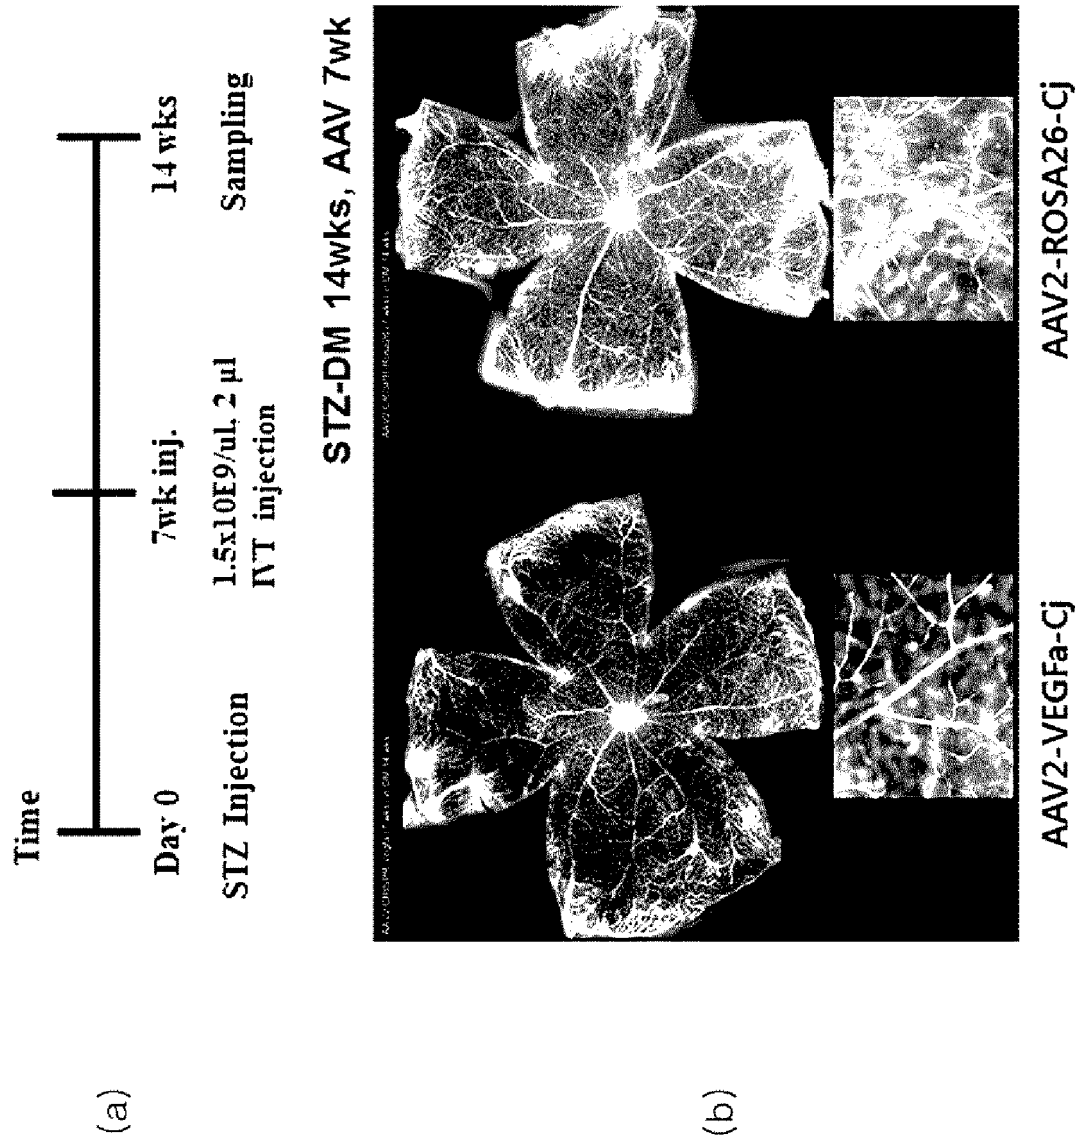 (a)
Time
Day 0
7wk inj.
14 wks
STZ Injection
1.5x10E9/ul, 2 µl
IVT injection
Sampling
(b)
STZ-DM 14wks, AAV 7wk
AAV2-VEGFa-Cj
AAV2-ROSA26-Cj